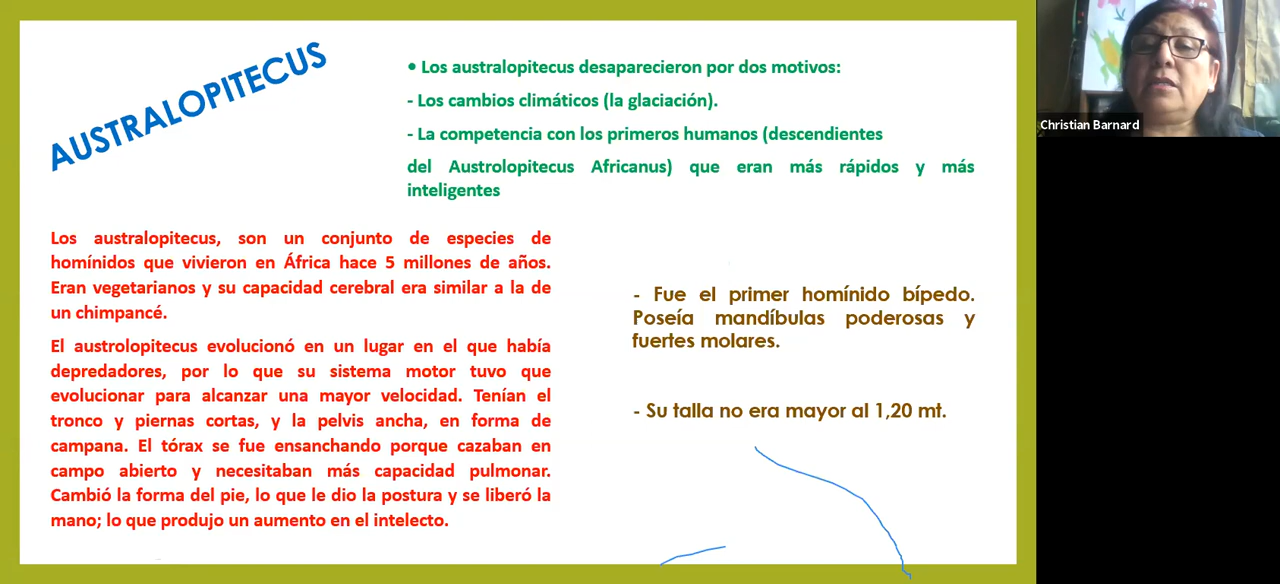 AUSTRALOPITECUS
• Los australopitecus desaparecieron por dos motivos:
- Los cambios climáticos (la glaciación).
- La competencia con los primeros humanos (descendientes
del Austrolopitecus Africanus) que eran más rápidos y más
inteligentes
Los australopitecus, son un conjunto de especies de
homínidos que vivieron en África hace 5 millones de años.
Eran vegetarianos y su capacidad cerebral era similar a la de
un chimpancé.
El austrolopitecus evolucionó en un lugar en el que había
depredadores, por lo que su sistema motor tuvo que
evolucionar para alcanzar una mayor velocidad. Tenían el
tronco y piernas cortas, y la pelvis ancha, en forma de
campana. El tórax se fue ensanchando porque cazaban en
campo abierto y necesitaban más capacidad pulmonar.
Cambió la forma del pie, lo que le dio la postura y se liberó la
mano; lo que produjo un aumento en el intelecto.
- Fue el primer homínido bípedo.
Poseía mandíbulas poderosas y
fuertes molares.
- Su talla no era mayor al 1,20 mt.
Christian Barnard